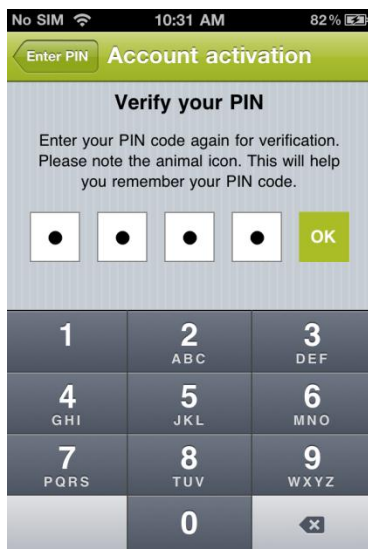 No SIM 10:31 AM 82%
Enter PIN Account activation
Verify your PIN
Enter your PIN code again for verification.
Please note the animal icon. This will help
you remember your PIN code.
OK
1 2 3
ABC DEF
4 5 6
GHI JKL MNO
7 8 9
PQRS TUV WXYZ
0